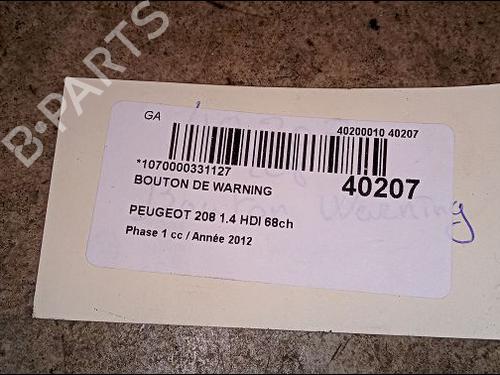 B-PARTS
GA
40200010 40207
*1070000331127
BOUTON DE WARNING
40207
PEUGEOT 208 1.4 HDI 68ch
Phase 1 cc / Année 2012
Warning